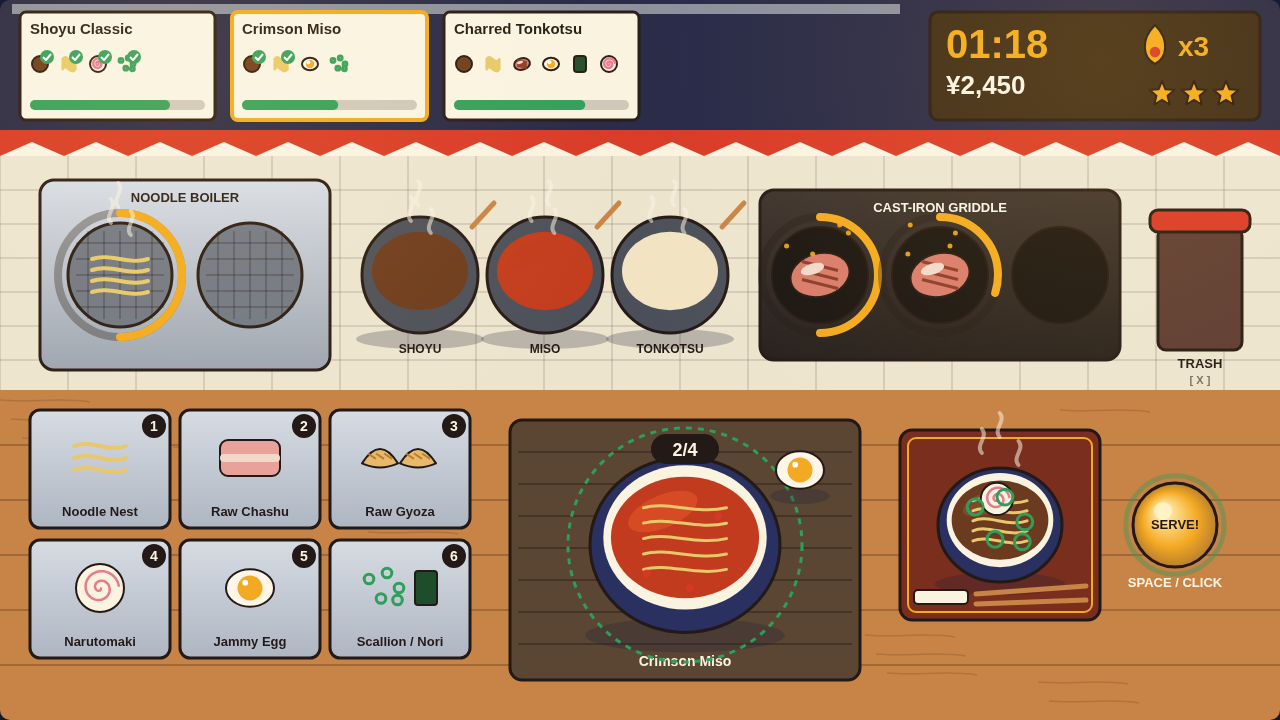 Shoyu Classic
Crimson Miso
Charred Tonkotsu
01:18
x3
¥2,450
NOODLE BOILER
CAST-IRON GRIDDLE
SHOYU
MISO
TONKOTSU
TRASH
[ X ]
1
2
3
Noodle Nest
Raw Chashu
Raw Gyoza
4
5
6
Narutomaki
Jammy Egg
Scallion / Nori
2/4
Crimson Miso
SERVE!
SPACE / CLICK